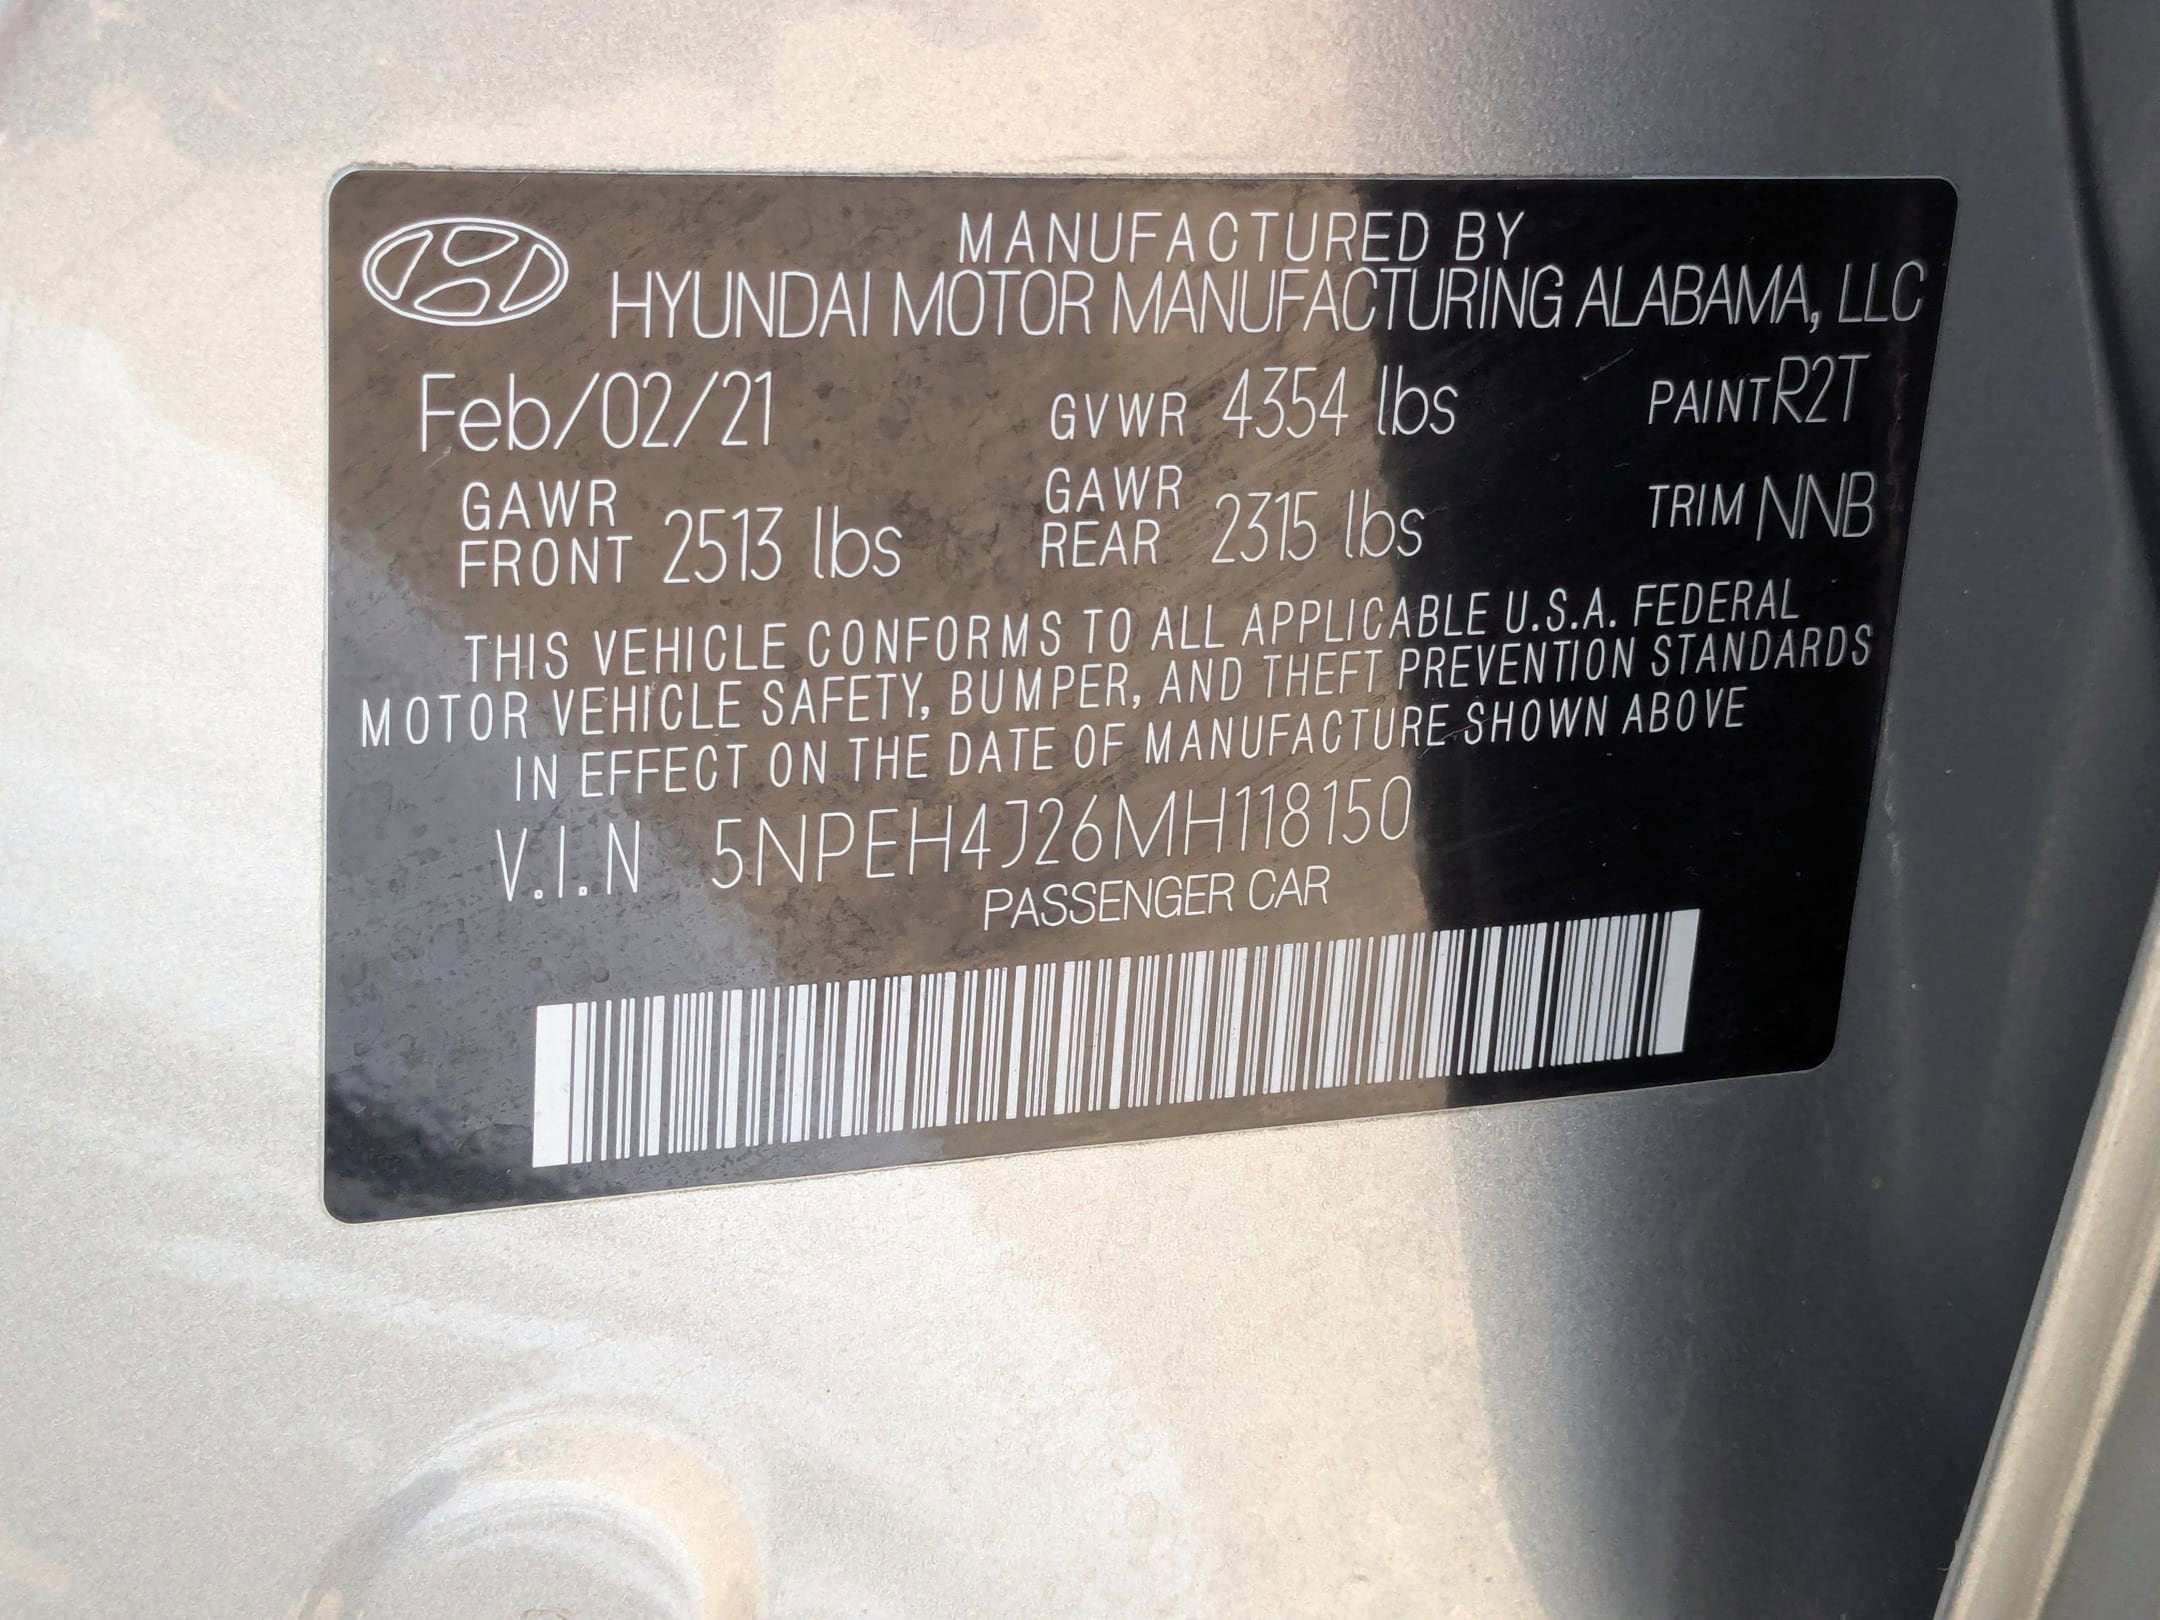 MANUFACTURED BY
HYUNDAI MOTOR MANUFACTURING ALABAMA, LLC
Feb/02/21 GVWR 4354 lbs PAINT R2T
GAWR FRONT 2513 lbs GAWR REAR 2315 lbs TRIM NNB
THIS VEHICLE CONFORMS TO ALL APPLICABLE U.S.A. FEDERAL
MOTOR VEHICLE SAFETY, BUMPER, AND THEFT PREVENTION STANDARDS
IN EFFECT ON THE DATE OF MANUFACTURE SHOWN ABOVE
V.I.N 5NPEH4J26MH118150
PASSENGER CAR